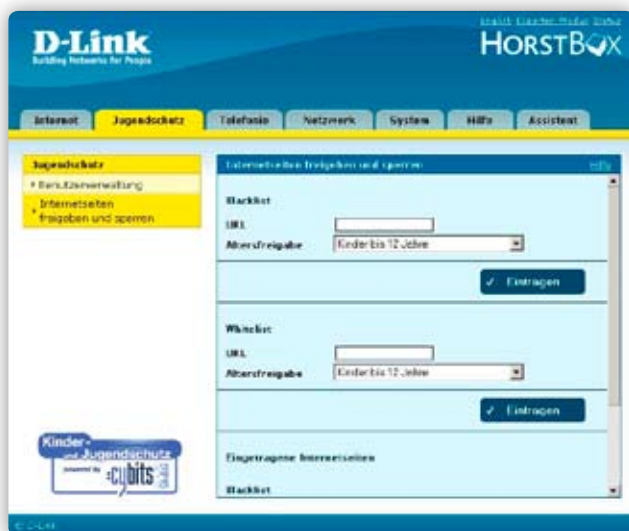 D-Link
Building Networks for People
HORSTBOX
Internet Jugendschutz Telefonie Netzwerk System Hilfe Assistent
Jugendschutz
Benutzerverwaltung
Internetseiten
freigeben und sperren
Internetseiten freigeben und sperren Hilfe
Blacklist
URL
Altersfreigabe Kinder bis 12 Jahre
Eintragen
Whitelist
URL
Altersfreigabe Kinder bis 12 Jahre
Eintragen
Eingetragene Internetseiten
Blacklist
Kinder-
und Jugendschutz
powered by cybits
© D-Link